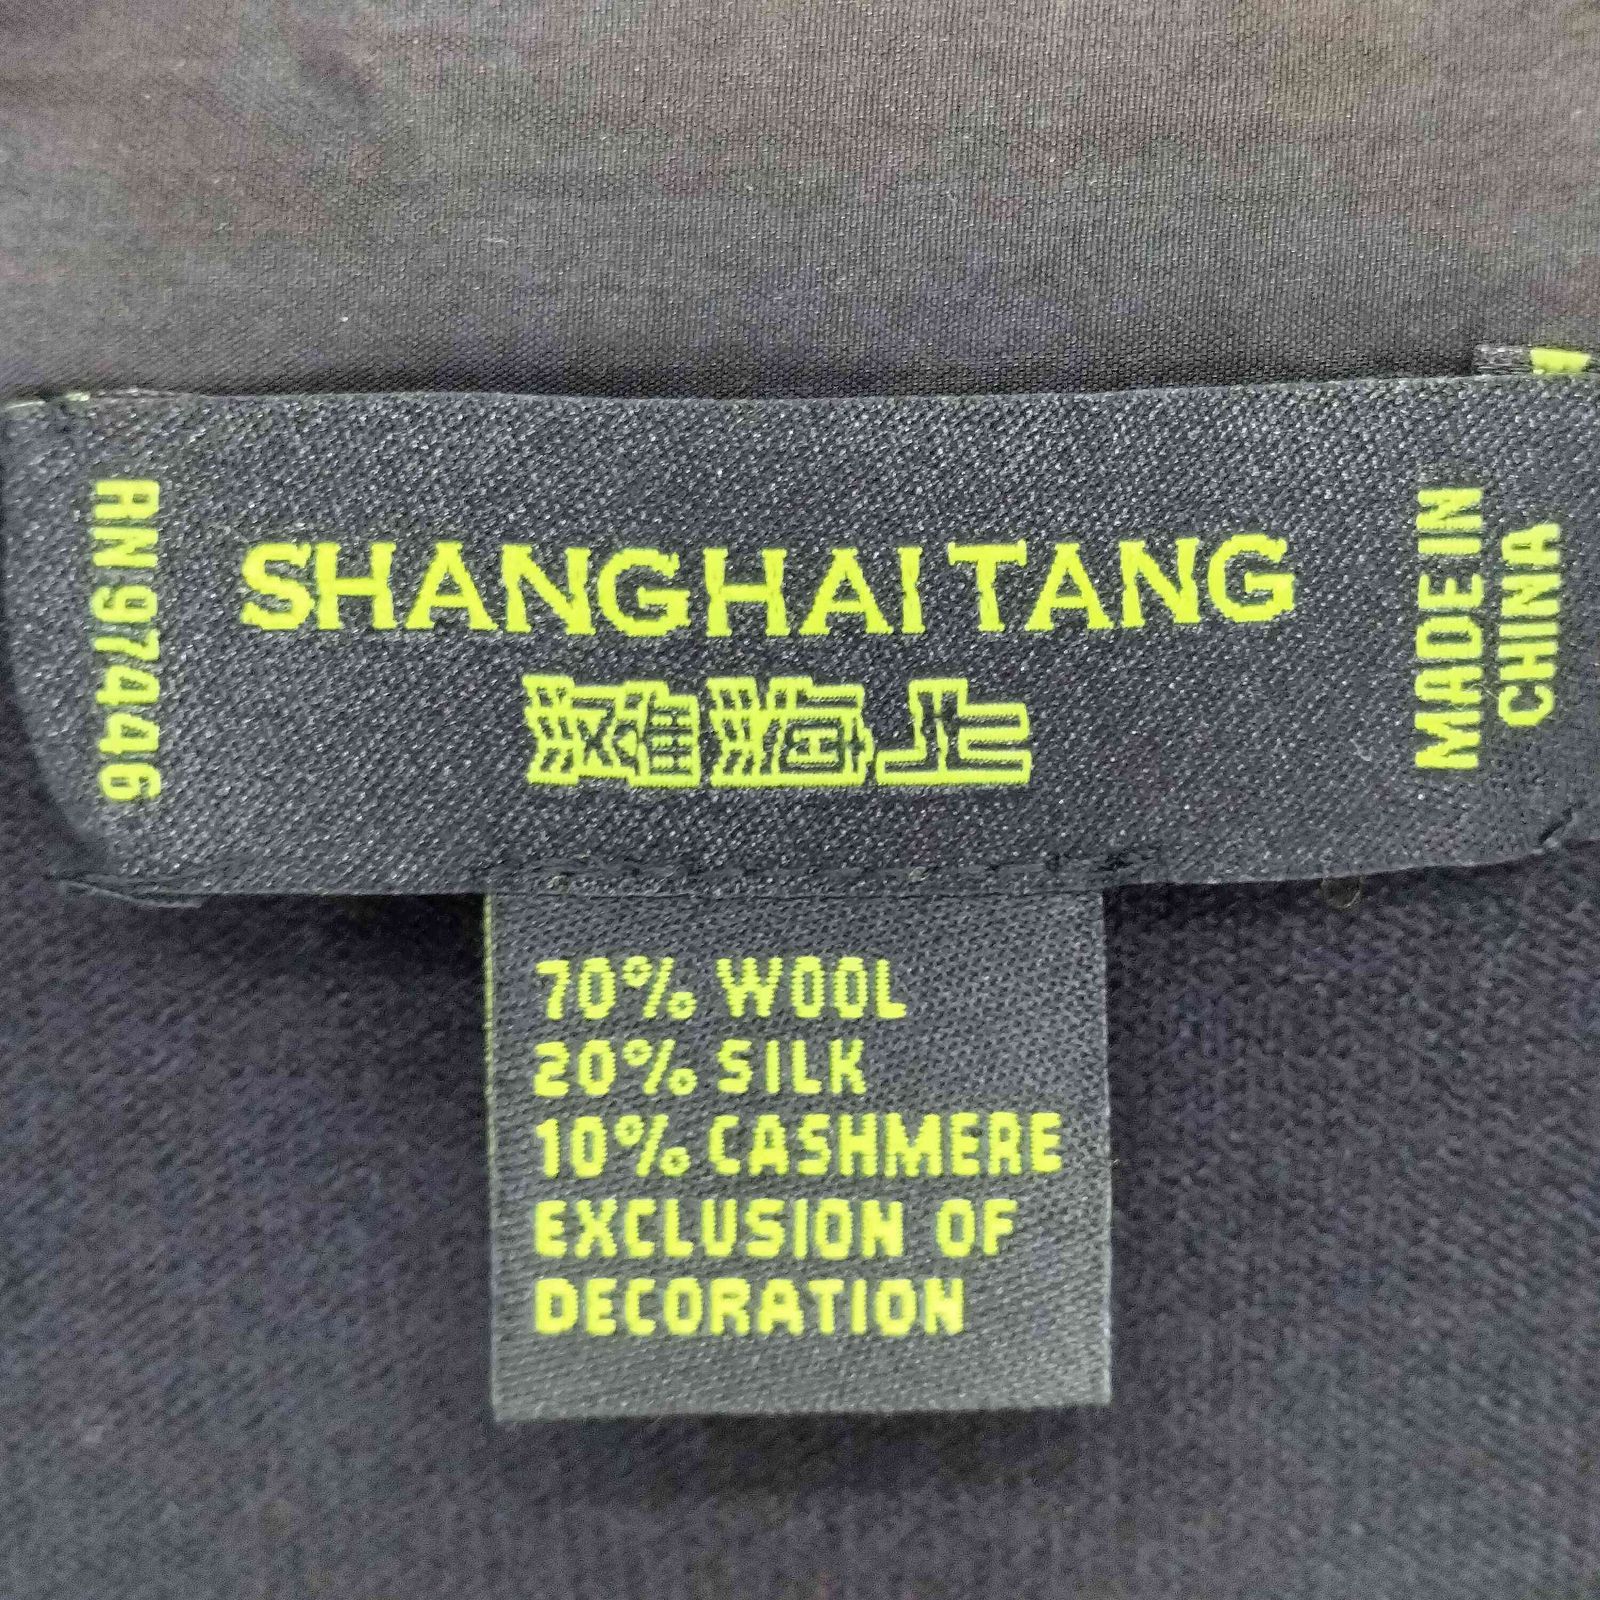 RN 97446
SHANGHAI TANG
上海灘
MADE IN
CHINA
70% WOOL
20% SILK
10% CASHMERE
EXCLUSION OF
DECORATION